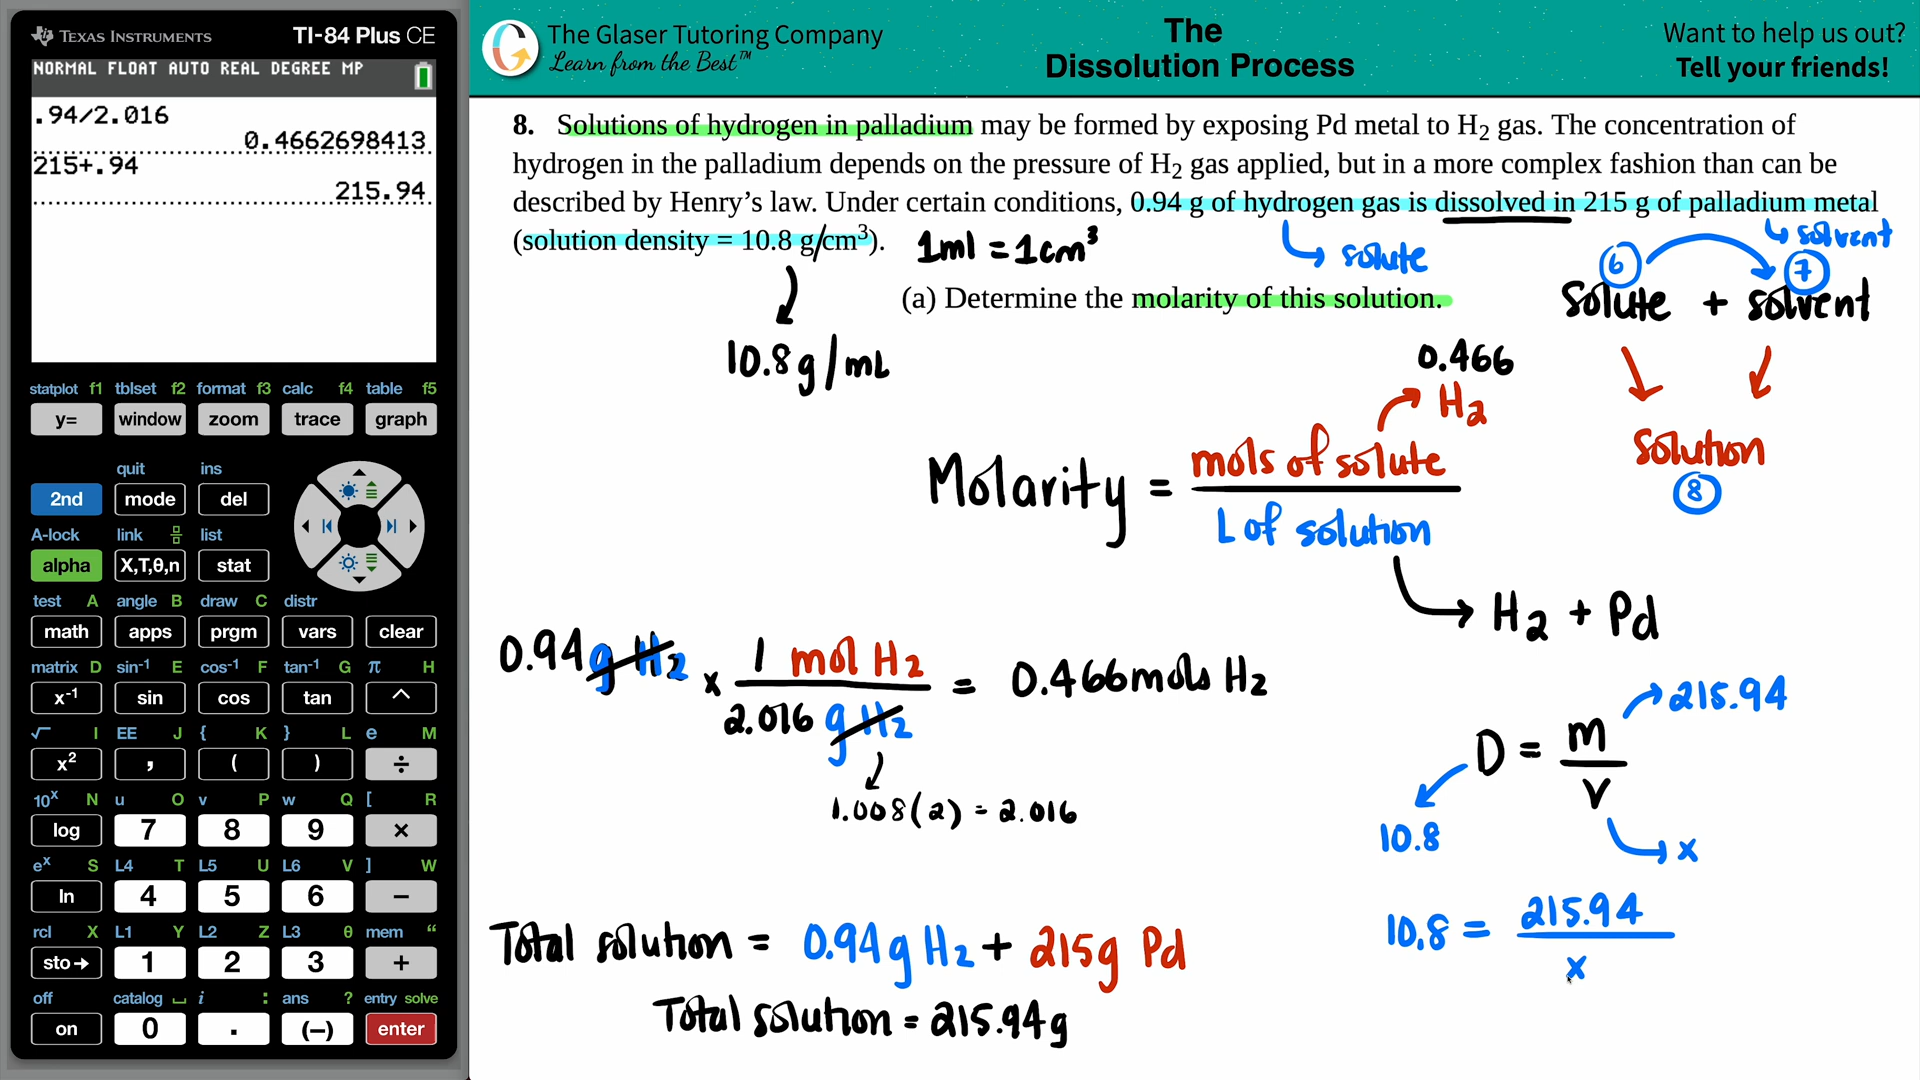 TEXAS INSTRUMENTS TI-84 Plus CE
NORMAL FLOAT AUTO REAL DEGREE MP
.94/2.016
0.4662698413
215+.94
215.94
statplot f1 tblset f2 format f3 calc f4 table f5
y= window zoom trace graph
quit ins
2nd mode del
A-lock link list
alpha X,T,θ,n stat
test A angle B draw C distr
math apps prgm vars clear
matrix D sin⁻¹ E cos⁻¹ F tan⁻¹ G π H
x⁻¹ sin cos tan ^
√ I EE J { K } L e M
x² , ( ) ÷
10ˣ N u O v P w Q [ R
log 7 8 9 ×
eˣ S L4 T L5 U L6 V ] W
ln 4 5 6 −
rcl X L1 Y L2 Z L3 θ mem “
sto→ 1 2 3 +
off catalog ⎵ i : ans ? entry solve
on 0 . (−) enter
The Glaser Tutoring Company
Learn from the Best™
The
Dissolution Process
Want to help us out?
Tell your friends!
8. Solutions of hydrogen in palladium may be formed by exposing Pd metal to H₂ gas. The concentration of
hydrogen in the palladium depends on the pressure of H₂ gas applied, but in a more complex fashion than can be
described by Henry’s law. Under certain conditions, 0.94 g of hydrogen gas is dissolved in 215 g of palladium metal
(solution density = 10.8 g/cm³). 1ml = 1cm³
solute
solvent
(a) Determine the molarity of this solution.
6 7
solute + solvent
solution
8
10.8g/mL
0.466
H₂
Molarity = mols of solute
L of solution
H₂ + Pd
0.94 g H₂ × 1 mol H₂ = 0.466 mols H₂
2.016 g H₂
1.008(2) = 2.016
215.94
D = m
v
10.8
x
10.8 = 215.94
x
Total solution = 0.94g H₂ + 215g Pd
Total solution = 215.94g